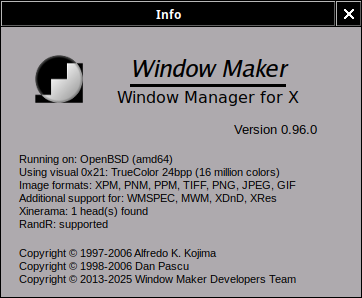 Info
Window Maker
Window Manager for X
Version 0.96.0
Running on: OpenBSD (amd64)
Using visual 0x21: TrueColor 24bpp (16 million colors)
Image formats: XPM, PNM, PPM, TIFF, PNG, JPEG, GIF
Additional support for: WMSPEC, MWM, XDnD, XRes
Xinerama: 1 head(s) found
RandR: supported
Copyright © 1997-2006 Alfredo K. Kojima
Copyright © 1998-2006 Dan Pascu
Copyright © 2013-2025 Window Maker Developers Team